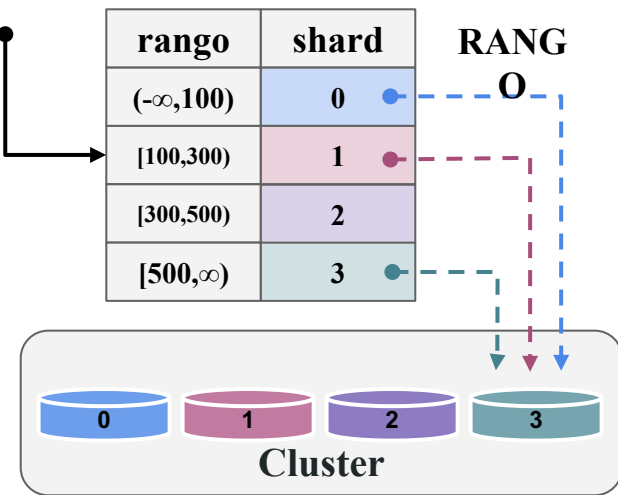 rango shard
(-∞,100) 0
[100,300) 1
[300,500) 2
[500,∞) 3
RANG
O
0 1 2 3
Cluster